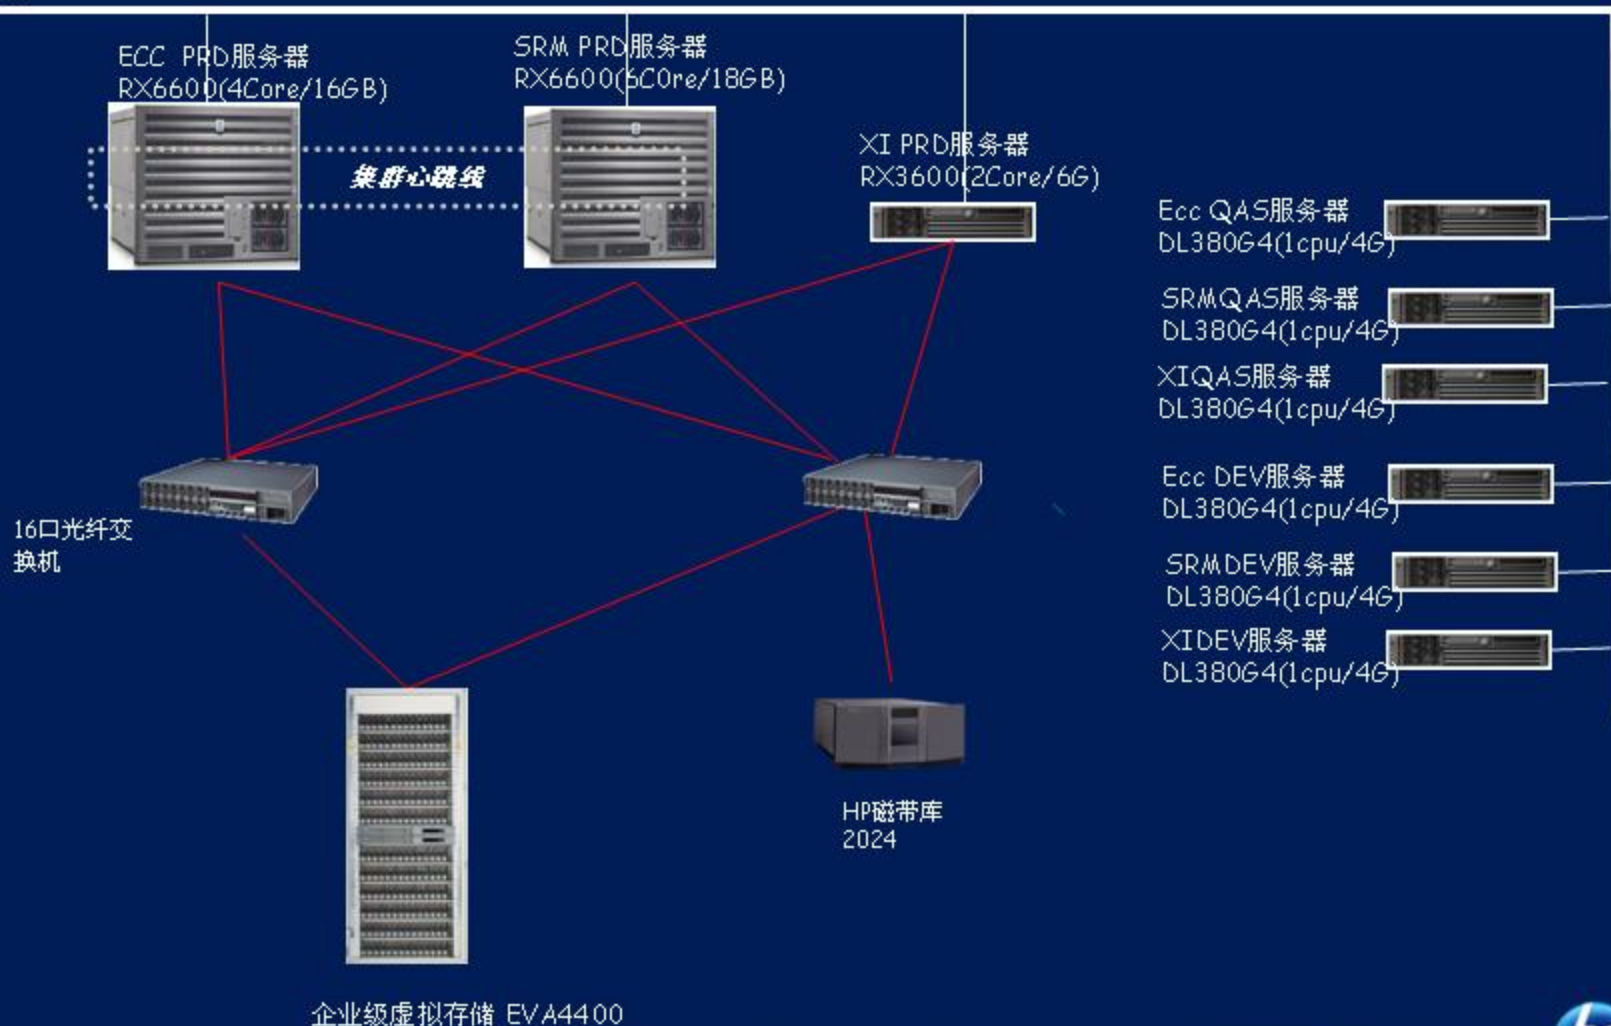 ECC PRD服务器
RX6600(4Core/16GB)
SRM PRD服务器
RX6600(6C0re/18GB)
集群心跳线
XI PRD服务器
RX3600(2Core/6G)
Ecc QAS服务器
DL380G4(1cpu/4G)
SRMQAS服务器
DL380G4(1cpu/4G)
XIQAS服务器
DL380G4(1cpu/4G)
Ecc DEV服务器
DL380G4(1cpu/4G)
SRMDEV服务器
DL380G4(1cpu/4G)
XIDEV服务器
DL380G4(1cpu/4G)
16口光纤交
换机
HP磁带库
2024
企业级虚拟存储 EVA4400